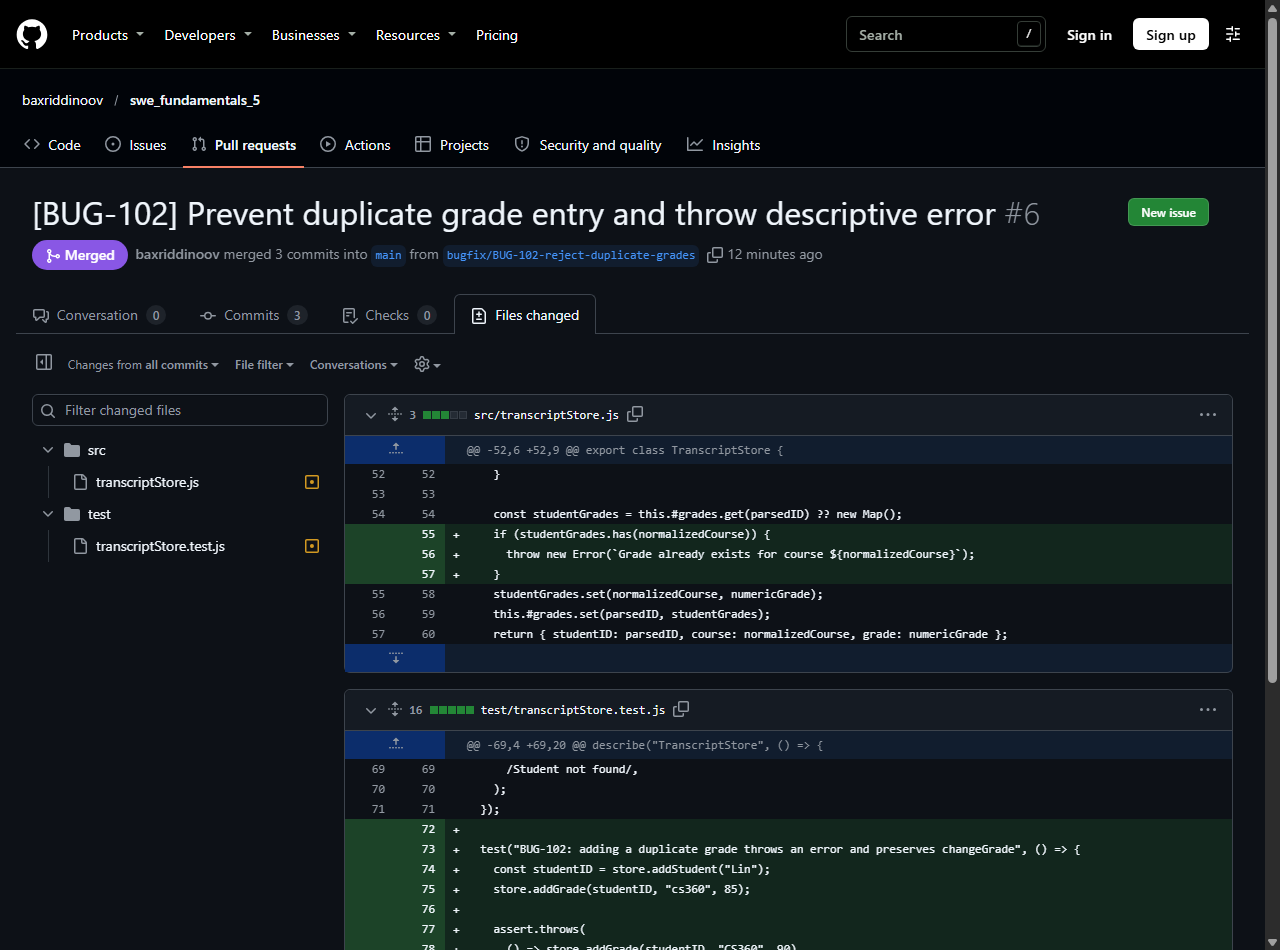 Products Developers Businesses Resources Pricing Search / Sign in Sign up
baxriddinoov / swe_fundamentals_5
Code Issues Pull requests Actions Projects Security and quality Insights
[BUG-102] Prevent duplicate grade entry and throw descriptive error #6 New issue
Merged baxriddinoov merged 3 commits into main from bugfix/BUG-102-reject-duplicate-grades 12 minutes ago
Conversation 0 Commits 3 Checks 0 Files changed
Changes from all commits File filter Conversations
Filter changed files
src
transcriptStore.js
test
transcriptStore.test.js
3 src/transcriptStore.js
@@ -52,6 +52,9 @@ export class TranscriptStore {
52 52 }
53 53
54 54 const studentGrades = this.#grades.get(parsedID) ?? new Map();
55 + if (studentGrades.has(normalizedCourse)) {
56 + throw new Error(`Grade already exists for course ${normalizedCourse}`);
57 + }
55 58 studentGrades.set(normalizedCourse, numericGrade);
56 59 this.#grades.set(parsedID, studentGrades);
57 60 return { studentID: parsedID, course: normalizedCourse, grade: numericGrade };
16 test/transcriptStore.test.js
@@ -69,4 +69,20 @@ describe("TranscriptStore", () => {
69 69 /Student not found/,
70 70 );
71 71 });
72 +
73 + test("BUG-102: adding a duplicate grade throws an error and preserves changeGrade", () => {
74 + const studentID = store.addStudent("Lin");
75 + store.addGrade(studentID, "cs360", 85);
76 +
77 + assert.throws(
78 + () => store.addGrade(studentID, "CS360", 90),